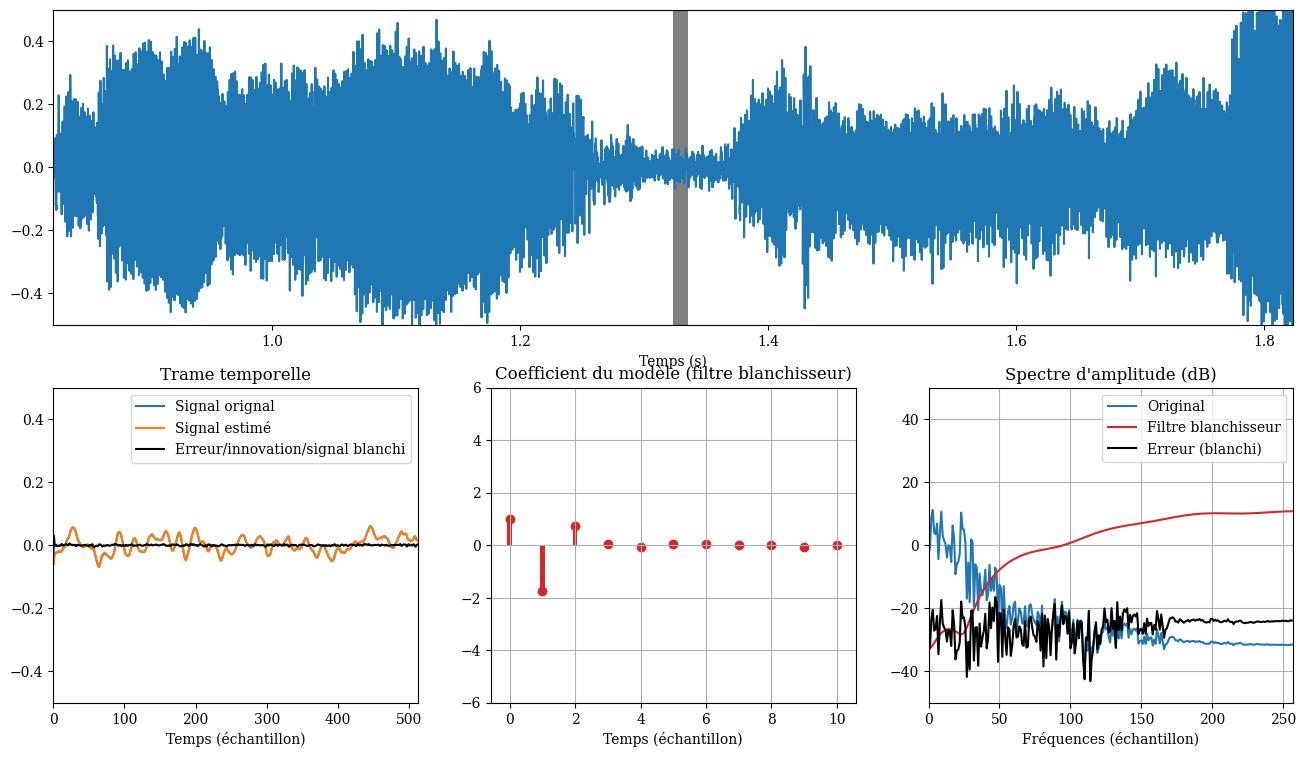 0.4
0.2
0.0
−0.2
−0.4
1.0 1.2 1.4 1.6 1.8
Temps (s)
Trame temporelle
0.4
0.2
0.0
−0.2
−0.4
Signal orignal
Signal estimé
Erreur/innovation/signal blanchi
0 100 200 300 400 500
Temps (échantillon)
Coefficient du modèle (filtre blanchisseur)
6
4
2
0
−2
−4
−6
0 2 4 6 8 10
Temps (échantillon)
Spectre d'amplitude (dB)
40
20
0
−20
−40
Original
Filtre blanchisseur
Erreur (blanchi)
0 50 100 150 200 250
Fréquences (échantillon)